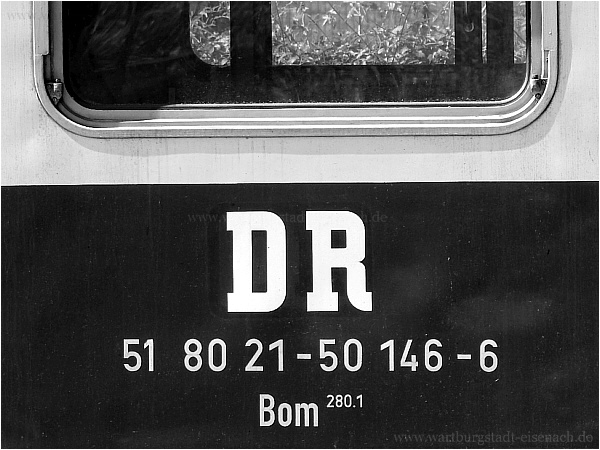 DR
51 80 21-50 146-6
Bom 280.1
www.wartburgstadt-eisenach.de